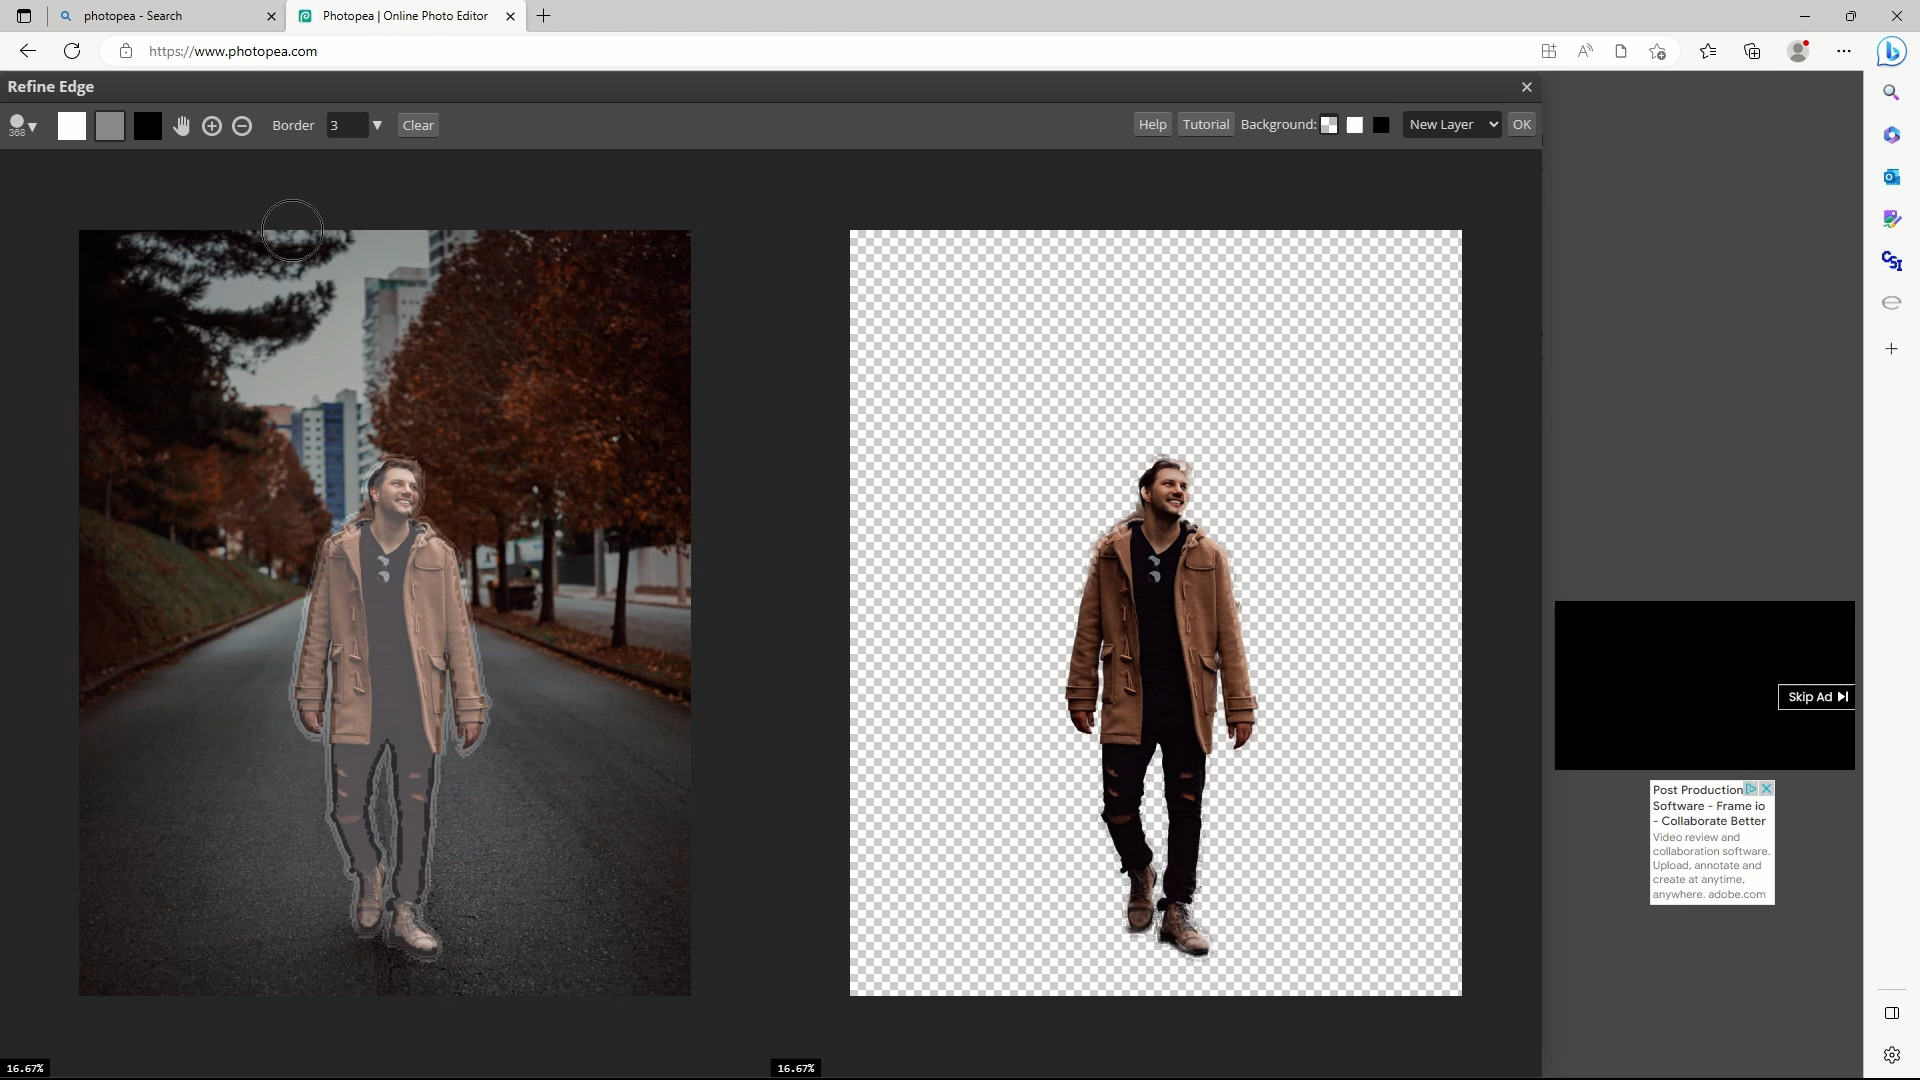 photopea - Search
Photopea | Online Photo Editor
https://www.photopea.com
Refine Edge
368
Border
3
Clear
Help
Tutorial
Background:
New Layer
OK
Skip Ad
Post Production
Software - Frame io
- Collaborate Better
Video review and
collaboration software.
Upload, annotate and
create at anytime,
anywhere. adobe.com
CSI
16.67%
16.67%